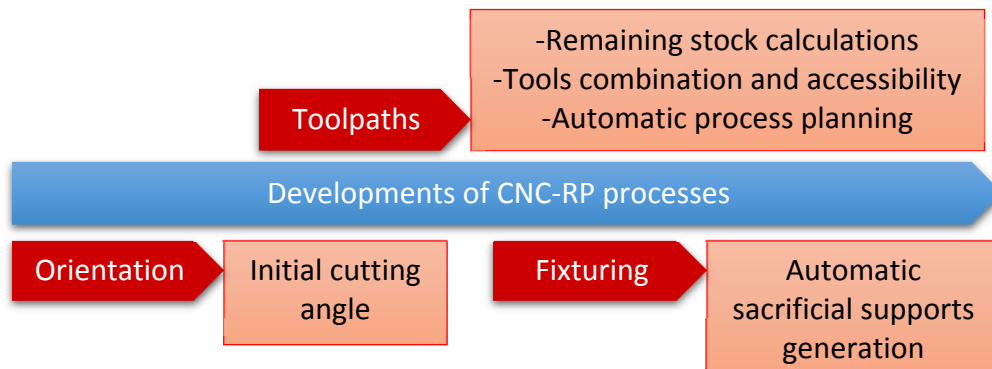 -Remaining stock calculations
-Tools combination and accessibility
-Automatic process planning
Toolpaths
Developments of CNC-RP processes
Orientation
Initial cutting
angle
Fixturing
Automatic
sacrificial supports
generation